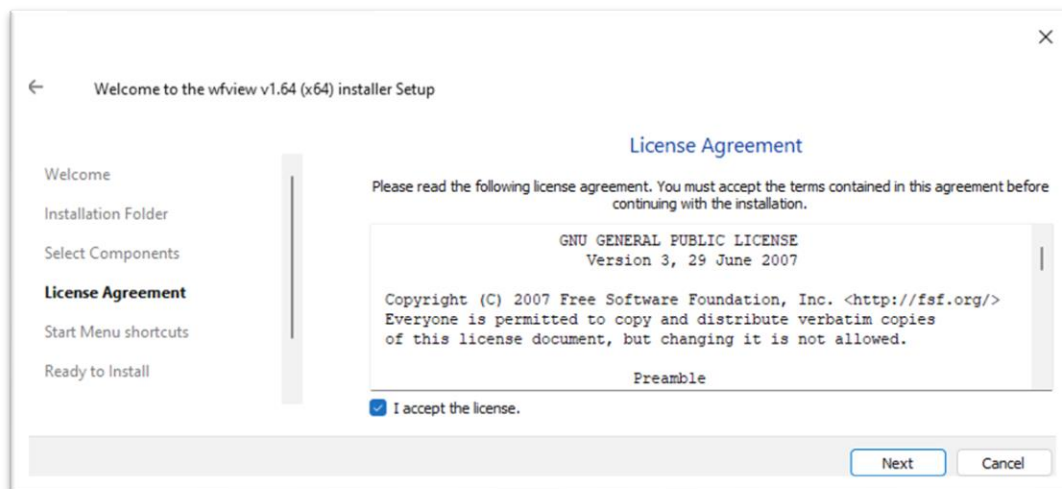 Welcome to the wfview v1.64 (x64) installer Setup
Welcome
Installation Folder
Select Components
License Agreement
Start Menu shortcuts
Ready to Install
License Agreement
Please read the following license agreement. You must accept the terms contained in this agreement before
continuing with the installation.
GNU GENERAL PUBLIC LICENSE
Version 3, 29 June 2007
Copyright (C) 2007 Free Software Foundation, Inc. <http://fsf.org/>
Everyone is permitted to copy and distribute verbatim copies
of this license document, but changing it is not allowed.
Preamble
I accept the license.
Next
Cancel